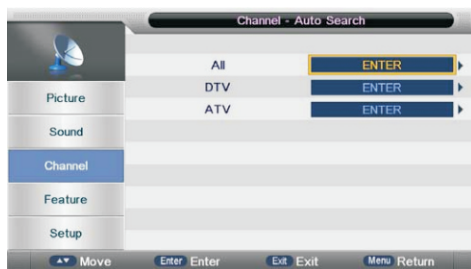 Channel - Auto Search
All ENTER
DTV ENTER
ATV ENTER
Picture
Sound
Channel
Feature
Setup
Move Enter Enter Exit Exit Menu Return